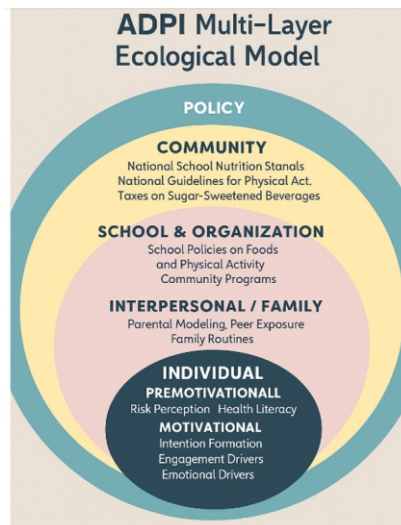 ADPI Multi-Layer
Ecological Model
POLICY
COMMUNITY
National School Nutrition Stanals
National Guidelines for Physical Act.
Taxes on Sugar-Sweetened Beverages
SCHOOL & ORGANIZATION
School Policies on Foods
and Physical Activity
Community Programs
INTERPERSONAL / FAMILY
Parental Modeling, Peer Exposure
Family Routines
INDIVIDUAL
PREMOTIVATIONALL
Risk Perception Health Literacy
MOTIVATIONAL
Intention Formation
Engagement Drivers
Emotional Drivers